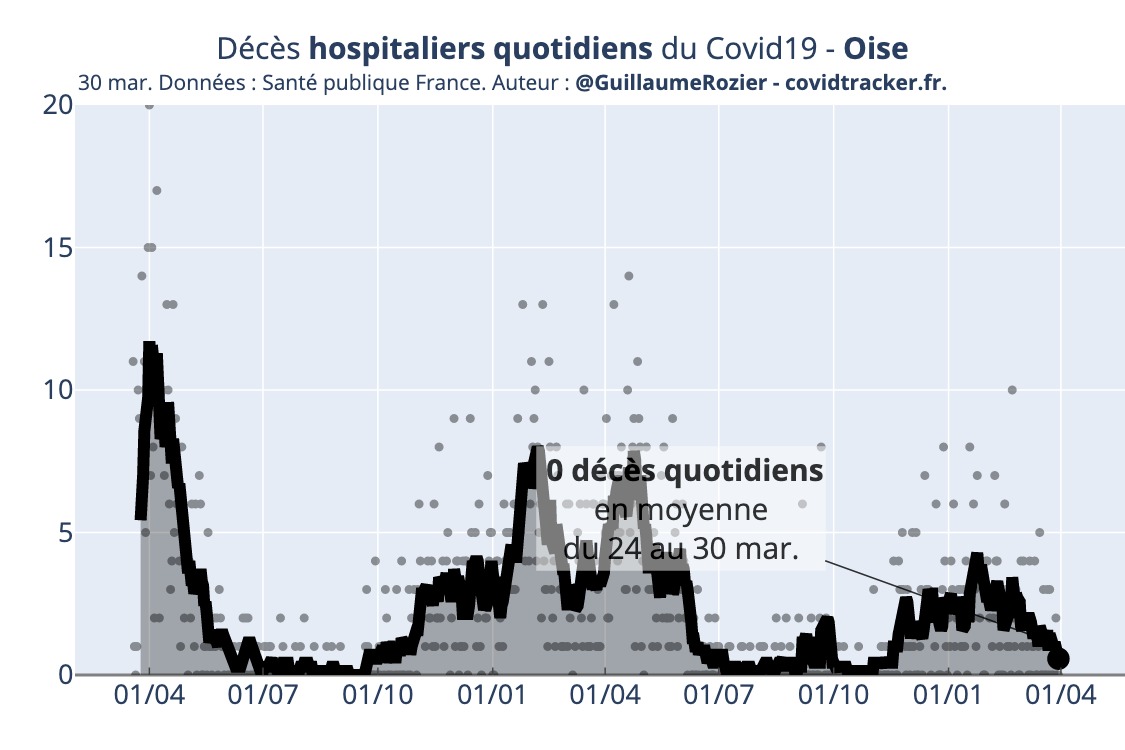 Décès hospitaliers quotidiens du Covid19 - Oise
30 mar. Données : Santé publique France. Auteur : @GuillaumeRozier - covidtracker.fr.
20
15
10
5
0
0 décès quotidiens
en moyenne
du 24 au 30 mar.
01/04 01/07 01/10 01/01 01/04 01/07 01/10 01/01 01/04